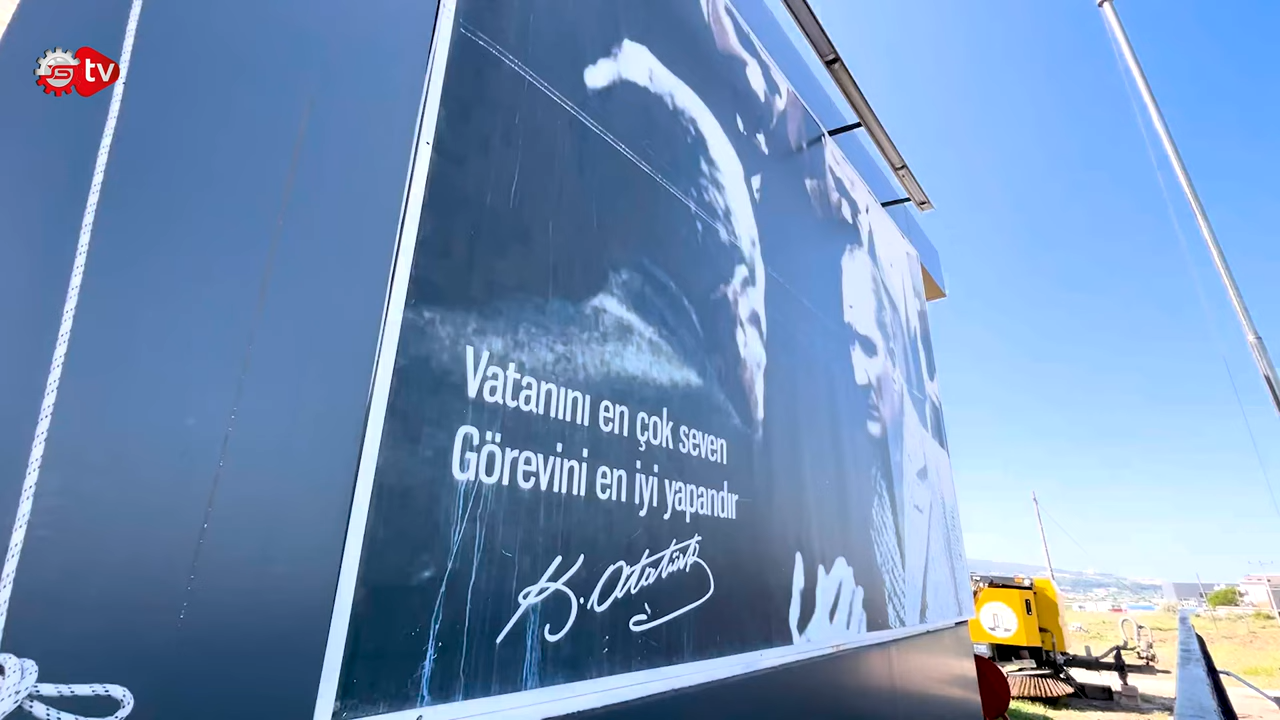 tv
Vatanını en çok seven
Görevini en iyi yapandır
K. Atatürk